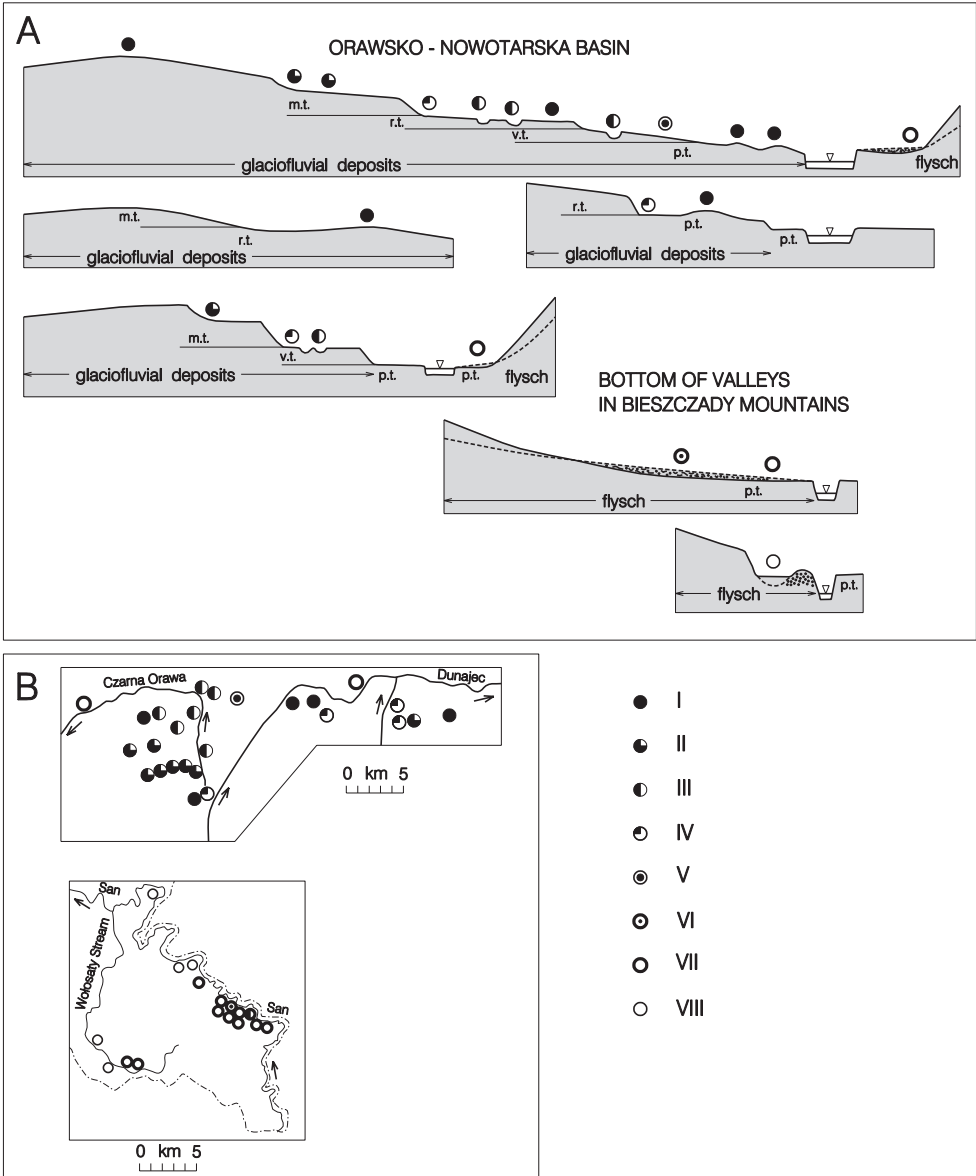 A
ORAWSKO - NOWOTARSKA BASIN
m.t.
r.t.
v.t.
p.t.
glaciofluvial deposits
flysch
m.t.
r.t.
glaciofluvial deposits
r.t.
p.t.
p.t.
glaciofluvial deposits
m.t.
v.t.
p.t.
p.t.
glaciofluvial deposits
flysch
BOTTOM OF VALLEYS
IN BIESZCZADY MOUNTAINS
p.t.
flysch
p.t.
flysch
B
Czarna Orawa
Dunajec
0 km 5
San
Wołosaty Stream
San
0 km 5
I
II
III
IV
V
VI
VII
VIII